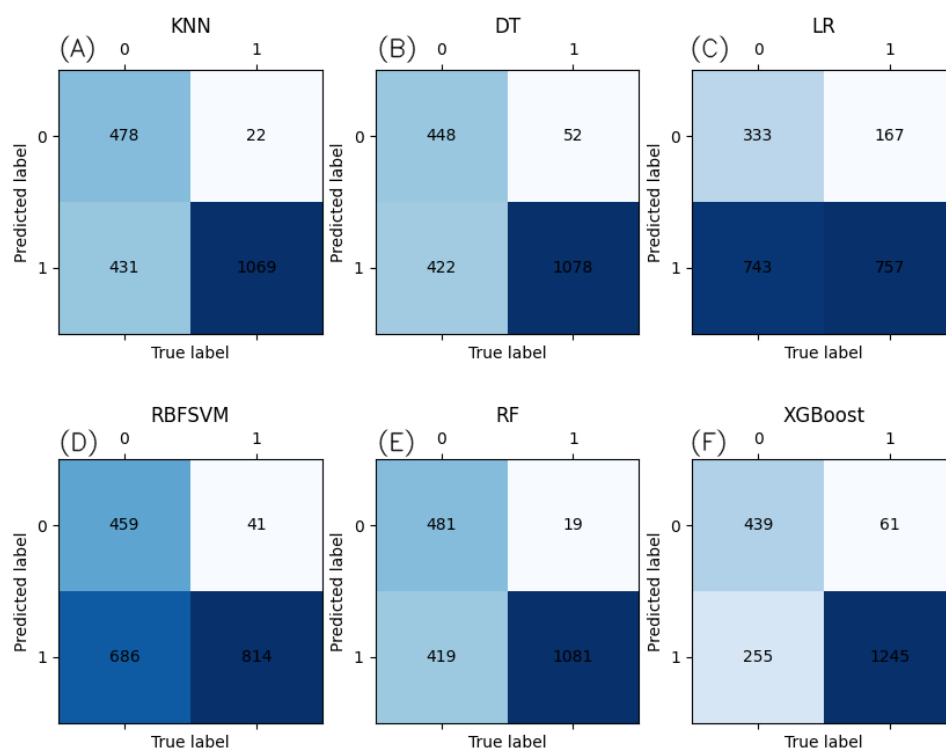 KNN
(A)
0 1
0
478 22
1
431 1069
Predicted label
True label
DT
(B)
0 1
0
448 52
1
422 1078
Predicted label
True label
LR
(C)
0 1
0
333 167
1
743 757
Predicted label
True label
RBFSVM
(D)
0 1
0
459 41
1
686 814
Predicted label
True label
RF
(E)
0 1
0
481 19
1
419 1081
Predicted label
True label
XGBoost
(F)
0 1
0
439 61
1
255 1245
Predicted label
True label